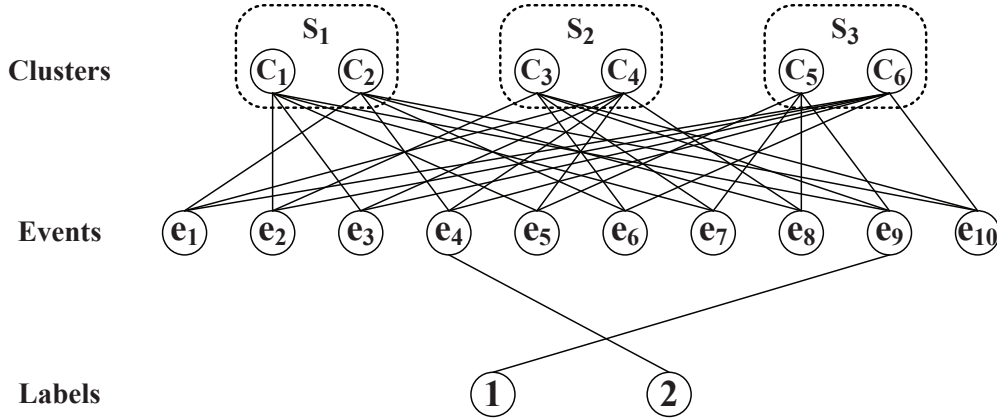 S1 S2 S3
Clusters C1 C2 C3 C4 C5 C6
Events e1 e2 e3 e4 e5 e6 e7 e8 e9 e10
Labels 1 2